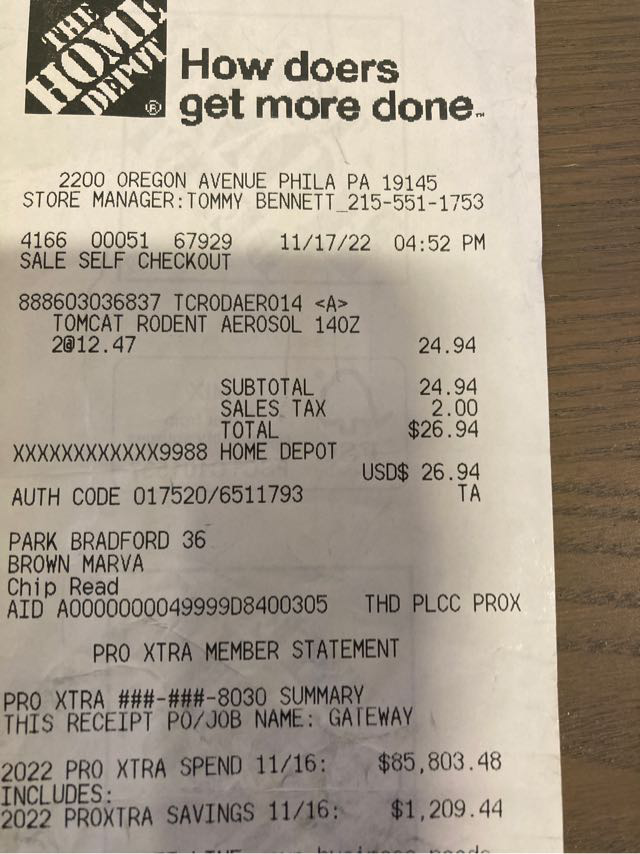 THE
HOME
DEPOT
®
How doers
get more done.™
2200 OREGON AVENUE PHILA PA 19145
STORE MANAGER:TOMMY BENNETT_215-551-1753
4166 00051 67929 11/17/22 04:52 PM
SALE SELF CHECKOUT
888603036837 TCRODAERO14 <A>
TOMCAT RODENT AEROSOL 14OZ
2@12.47 24.94
SUBTOTAL 24.94
SALES TAX 2.00
TOTAL $26.94
XXXXXXXXXXXX9988 HOME DEPOT
USD$ 26.94
AUTH CODE 017520/6511793 TA
PARK BRADFORD 36
BROWN MARVA
Chip Read
AID A0000000049999D8400305 THD PLCC PROX
PRO XTRA MEMBER STATEMENT
PRO XTRA ###-###-8030 SUMMARY
THIS RECEIPT PO/JOB NAME: GATEWAY
2022 PRO XTRA SPEND 11/16: $85,803.48
INCLUDES:
2022 PROXTRA SAVINGS 11/16: $1,209.44